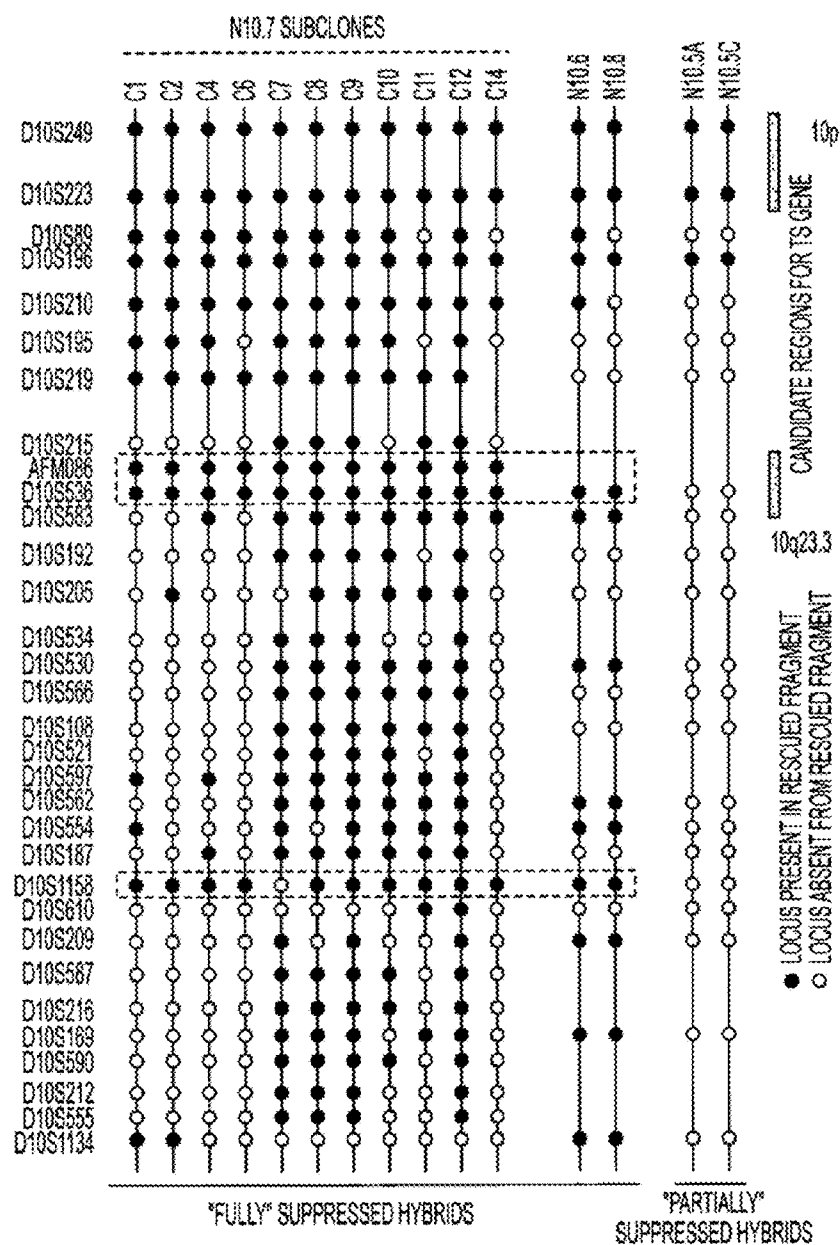 N10.7 SUBCLONES
C1
C2
C4
C6
C7
C8
C9
C10
C11
C12
C14
N10.6
N10.8
N10.5A
N10.5C
D10S249
D10S223
D10S89
D10S196
D10S210
D10S195
D10S219
D10S215
AFM086
D10S536
D10S583
D10S192
D10S205
D10S534
D10S530
D10S566
D10S108
D10S521
D10S597
D10S562
D10S554
D10S187
D10S1158
D10S610
D10S209
D10S587
D10S216
D10S169
D10S590
D10S212
D10S555
D10S1134
10p
CANDIDATE REGIONS FOR TS GENE
10q23.3
LOCUS PRESENT IN RESCUED FRAGMENT
LOCUS ABSENT FROM RESCUED FRAGMENT
"FULLY" SUPPRESSED HYBRIDS
"PARTIALLY"
SUPPRESSED HYBRIDS